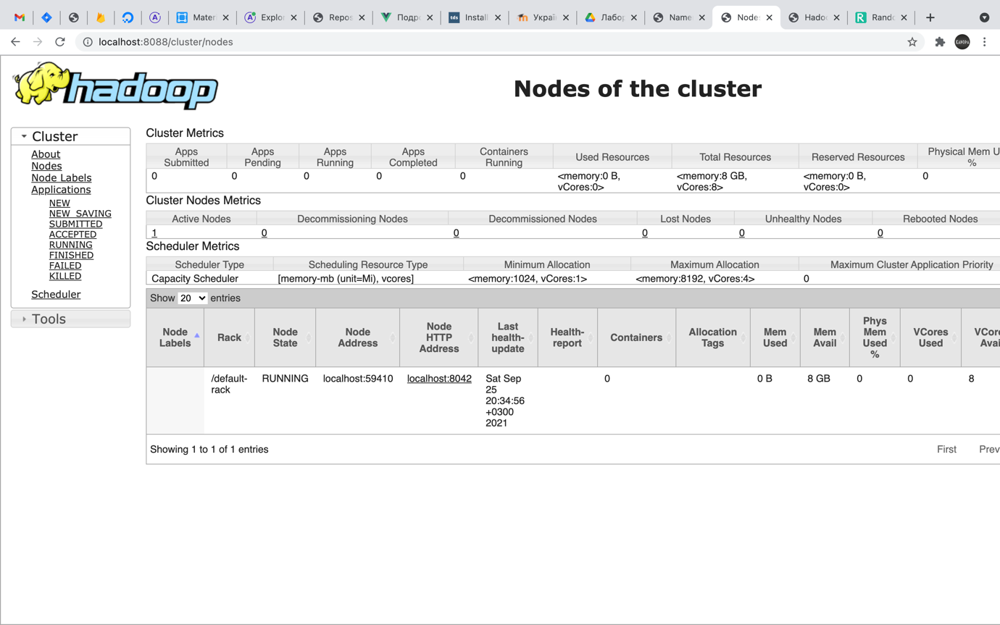 Mater
Explo
Repos
Подро
tds
Install
Украї
Лабор
Name
Nodes
Hadoo
R
Rando
localhost:8088/cluster/nodes
KANOPA
hadoop
Nodes of the cluster
Cluster
About
Nodes
Node Labels
Applications
NEW
NEW_SAVING
SUBMITTED
ACCEPTED
RUNNING
FINISHED
FAILED
KILLED
Scheduler
Tools
Cluster Metrics
Apps Submitted Apps Pending Apps Running Apps Completed Containers Running Used Resources Total Resources Reserved Resources Physical Mem U %
0 0 0 0 0 <memory:0 B, vCores:0> <memory:8 GB, vCores:8> <memory:0 B, vCores:0> 0
Cluster Nodes Metrics
Active Nodes Decommissioning Nodes Decommissioned Nodes Lost Nodes Unhealthy Nodes Rebooted Nodes
1 0 0 0 0 0
Scheduler Metrics
Scheduler Type Scheduling Resource Type Minimum Allocation Maximum Allocation Maximum Cluster Application Priority
Capacity Scheduler [memory-mb (unit=Mi), vcores] <memory:1024, vCores:1> <memory:8192, vCores:4> 0
Show 20 entries
Node Labels Rack Node State Node Address Node HTTP Address Last health-update Health-report Containers Allocation Tags Mem Used Mem Avail Phys Mem Used % VCores Used VCore Avai
/default-rack RUNNING localhost:59410 localhost:8042 Sat Sep 25 20:34:56 +0300 2021 0 0 B 8 GB 0 0 8
Showing 1 to 1 of 1 entries
First Prev